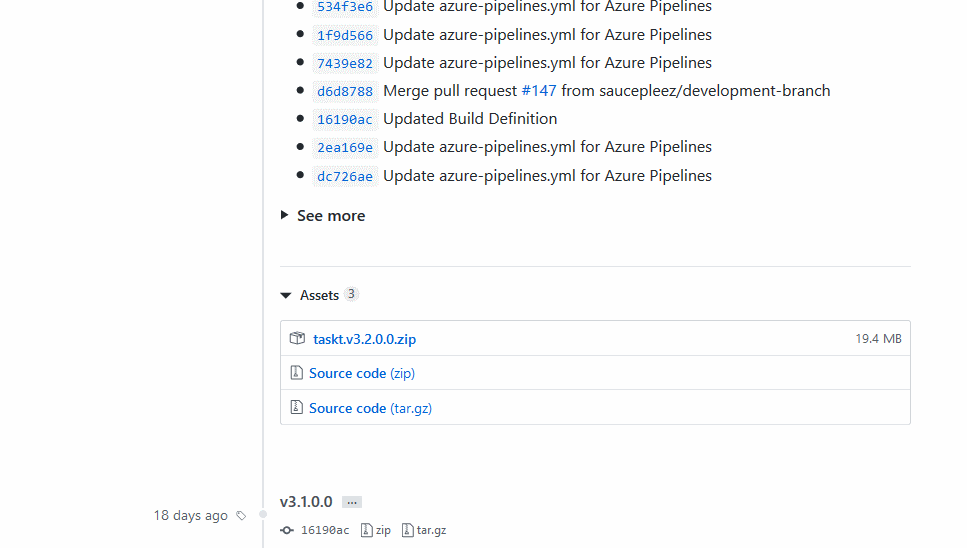 534f3e6 Update azure-pipelines.yml for Azure Pipelines
1f9d566 Update azure-pipelines.yml for Azure Pipelines
7439e82 Update azure-pipelines.yml for Azure Pipelines
d6d8788 Merge pull request #147 from saucepleez/development-branch
16190ac Updated Build Definition
2ea169e Update azure-pipelines.yml for Azure Pipelines
dc726ae Update azure-pipelines.yml for Azure Pipelines
See more
Assets 3
taskt.v3.2.0.0.zip 19.4 MB
Source code (zip)
Source code (tar.gz)
v3.1.0.0 ...
18 days ago
16190ac zip tar.gz